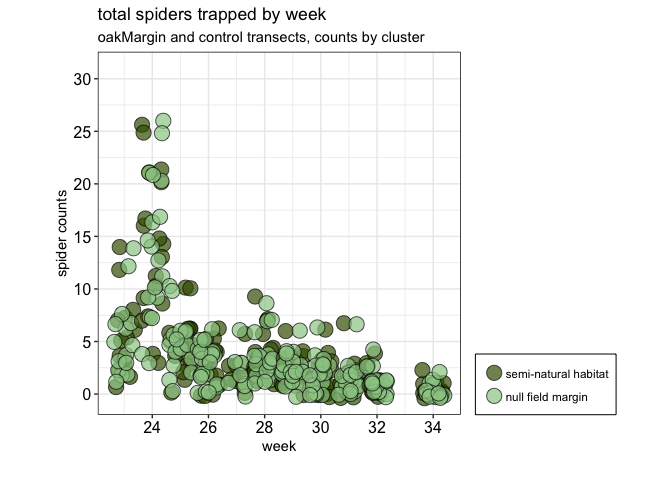 total spiders trapped by week
oakMargin and control transects, counts by cluster
30
25
20
15
10
5
0
spider counts
24 26 28 30 32 34
week
semi-natural habitat
null field margin